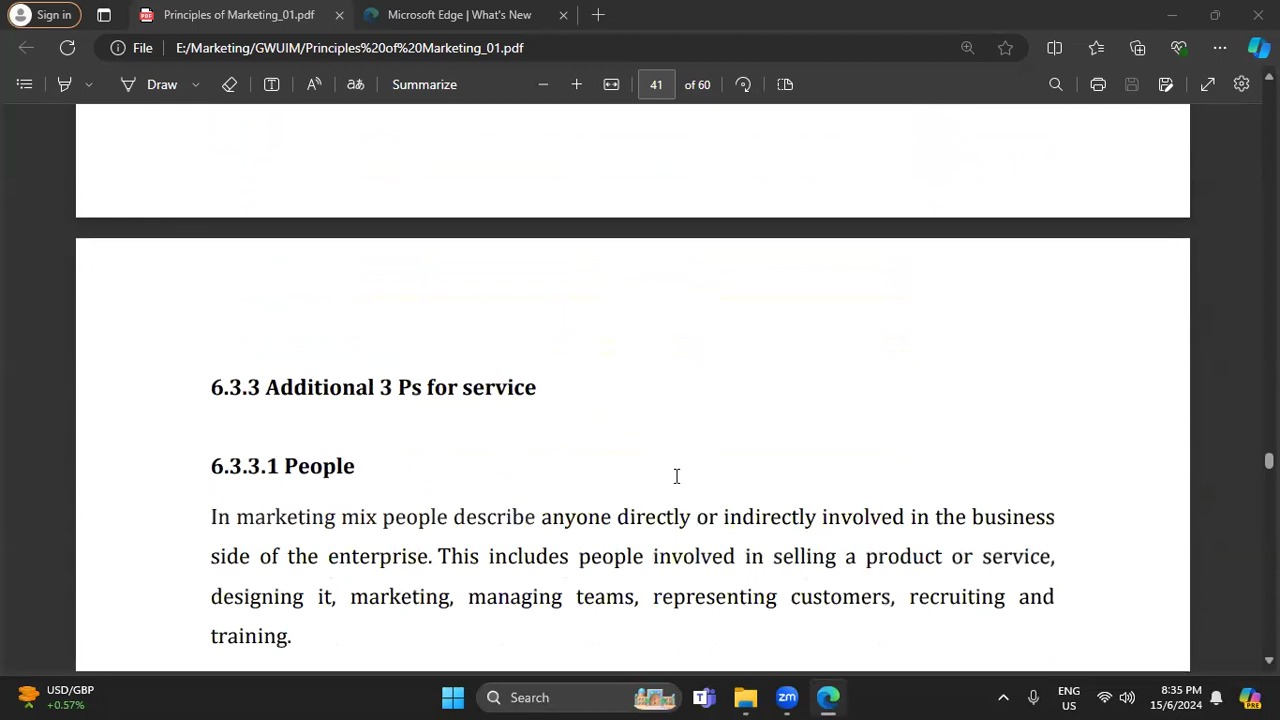 Sign in
Principles of Marketing_01.pdf
Microsoft Edge | What's New
File
E:/Marketing/GWUIM/Principles%20of%20Marketing_01.pdf
Draw
Summarize
41 of 60
6.3.3 Additional 3 Ps for service
6.3.3.1 People
In marketing mix people describe anyone directly or indirectly involved in the business
side of the enterprise. This includes people involved in selling a product or service,
designing it, marketing, managing teams, representing customers, recruiting and
training.
USD/GBP
+0.57%
Search
ENG
US
8:35 PM
15/6/2024